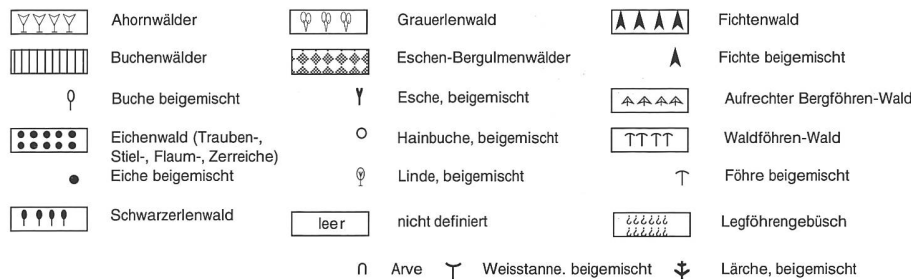 Ahornwälder
Buchenwälder
Buche beigemischt
Eichenwald (Trauben-,
Stiel-, Flaum-, Zerreiche)
Eiche beigemischt
Schwarzerlenwald
Grauerlenwald
Eschen-Bergulmenwälder
Esche, beigemischt
Hainbuche, beigemischt
Linde, beigemischt
leer nicht definiert
Fichtenwald
Fichte beigemischt
Aufrechter Bergföhren-Wald
Waldföhren-Wald
Föhre beigemischt
Legföhrengebüsch
Arve Weisstanne. beigemischt Lärche, beigemischt